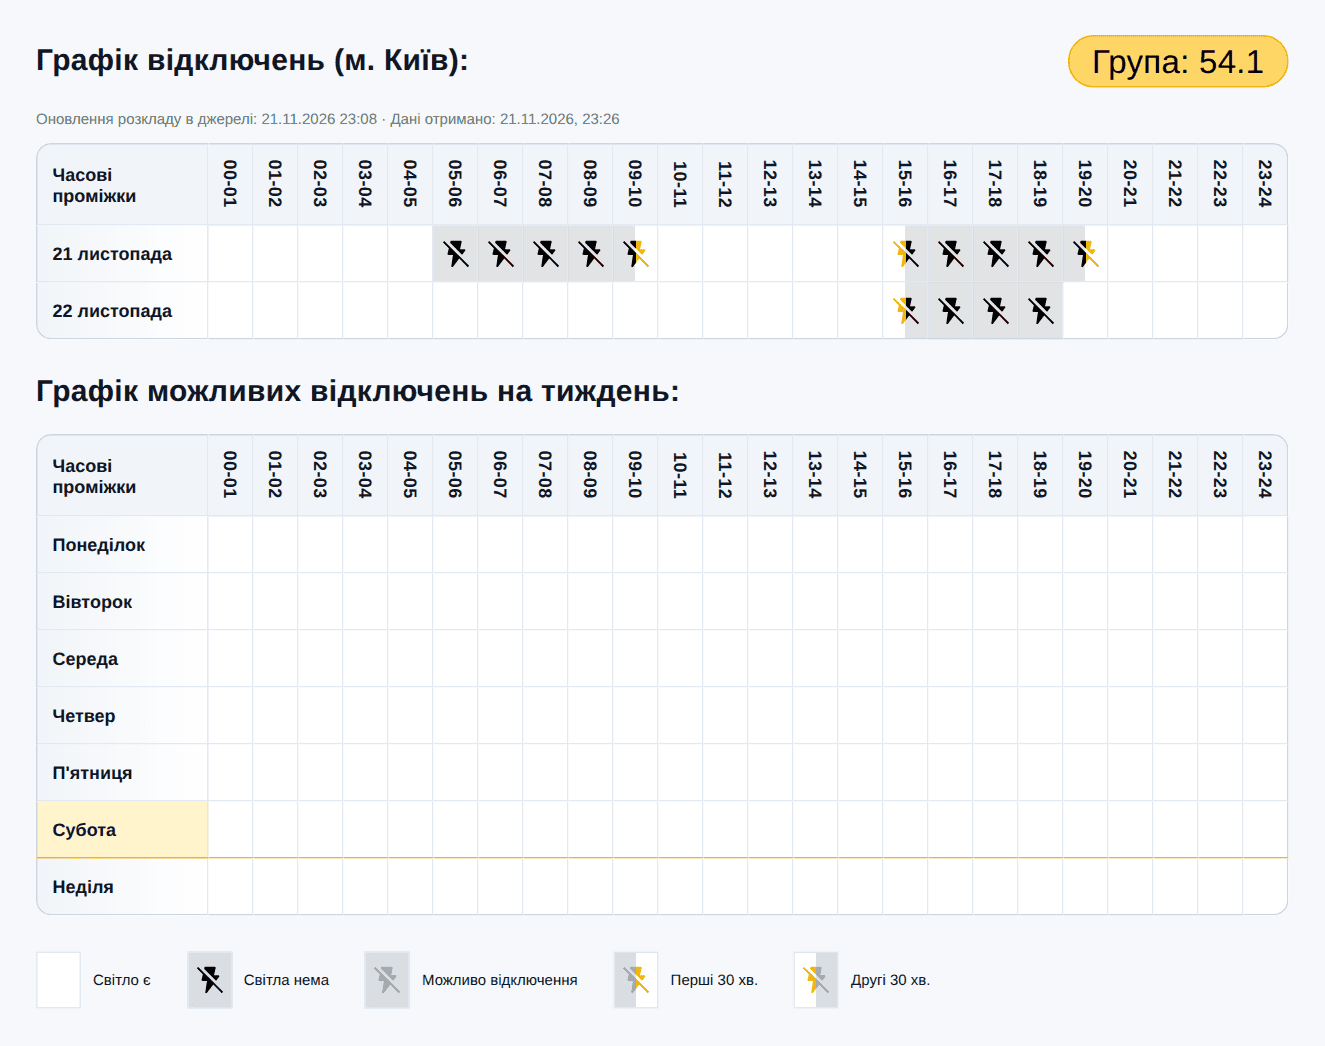 Графік відключень (м. Київ):
Група: 54.1
Оновлення розкладу в джерелі: 21.11.2026 23:08 · Дані отримано: 21.11.2026, 23:26
Часові проміжки 00-01 01-02 02-03 03-04 04-05 05-06 06-07 07-08 08-09 09-10 10-11 11-12 12-13 13-14 14-15 15-16 16-17 17-18 18-19 19-20 20-21 21-22 22-23 23-24
21 листопада
22 листопада
Графік можливих відключень на тиждень:
Часові проміжки 00-01 01-02 02-03 03-04 04-05 05-06 06-07 07-08 08-09 09-10 10-11 11-12 12-13 13-14 14-15 15-16 16-17 17-18 18-19 19-20 20-21 21-22 22-23 23-24
Понеділок
Вівторок
Середа
Четвер
П'ятниця
Субота
Неділя
Світло є Світла нема Можливо відключення Перші 30 хв. Другі 30 хв.